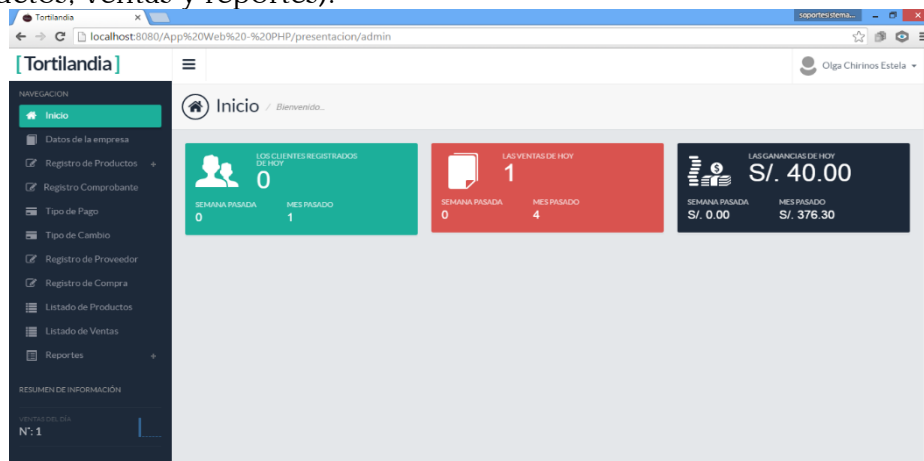 ctos, ventas y reportes).
Tortilandia
soportesistema...
localhost:8080/App%20Web%20-%20PHP/presentacion/admin
[Tortilandia]
Olga Chirinos Estela
NAVEGACION
Inicio
Datos de la empresa
Registro de Productos +
Registro Comprobante
Tipo de Pago
Tipo de Cambio
Registro de Proveedor
Registro de Compra
Listado de Productos
Listado de Ventas
Reportes +
RESUMEN DE INFORMACIÓN
VENTAS DEL DÍA
N°: 1
Inicio / Bienvenido...
LOS CLIENTES REGISTRADOS
DE HOY
0
SEMANA PASADA MES PASADO
0 1
LAS VENTAS DE HOY
1
SEMANA PASADA MES PASADO
0 4
LAS GANANCIAS DE HOY
S/. 40.00
SEMANA PASADA MES PASADO
S/. 0.00 S/. 376.30